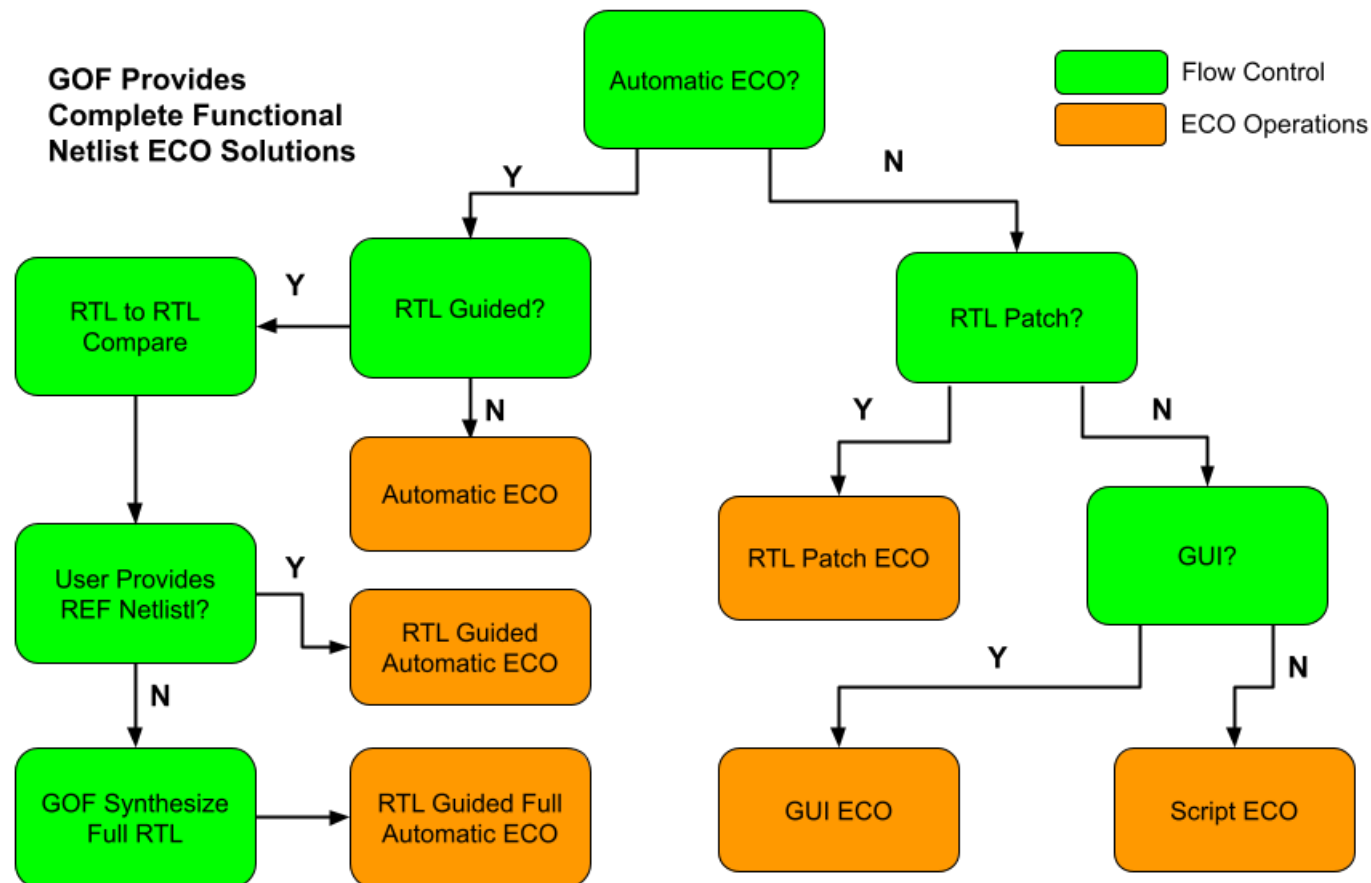 GOF Provides
Complete Functional
Netlist ECO Solutions
Automatic ECO?
Flow Control
ECO Operations
Y
N
RTL to RTL
Compare
Y
RTL Guided?
RTL Patch?
N
Y
N
Automatic ECO
User Provides
REF Netlistl?
Y
RTL Guided
Automatic ECO
RTL Patch ECO
GUI?
N
Y
N
GOF Synthesize
Full RTL
RTL Guided Full
Automatic ECO
GUI ECO
Script ECO